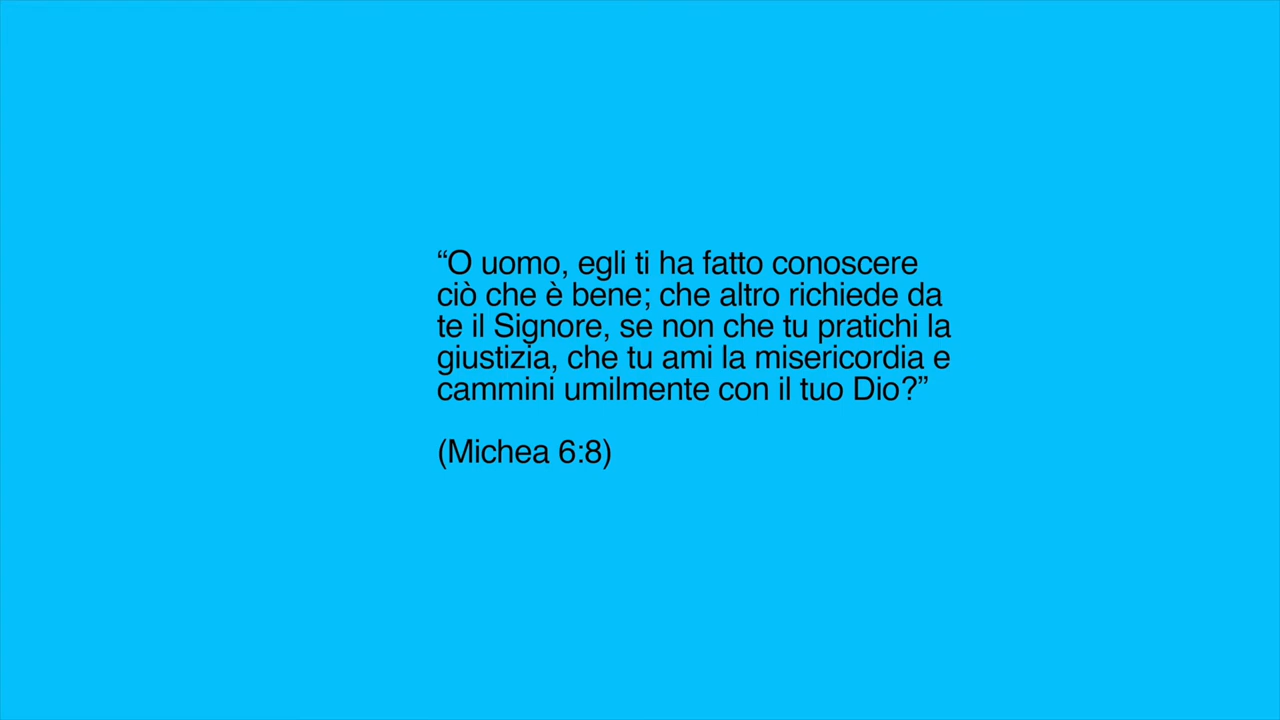 “O uomo, egli ti ha fatto conoscere
ciò che è bene; che altro richiede da
te il Signore, se non che tu pratichi la
giustizia, che tu ami la misericordia e
cammini umilmente con il tuo Dio?”
(Michea 6:8)